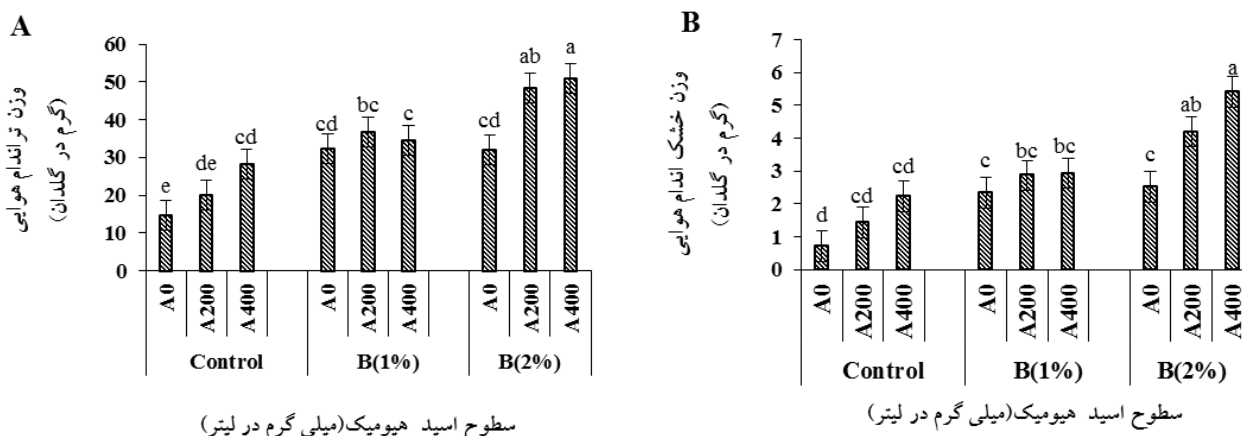 A
وزن تر اندام هوایی
(گرم در گلدان)
60
50
40
30
20
10
0
e
de
cd
cd
bc
c
cd
ab
a
A0
A200
A400
A0
A200
A400
A0
A200
A400
Control
B(1%)
B(2%)
سطوح اسید هیومیک(میلی گرم در لیتر)
B
وزن خشک اندام هوایی
(گرم در گلدان)
7
6
5
4
3
2
1
0
d
cd
cd
c
bc
bc
c
ab
a
A0
A200
A400
A0
A200
A400
A0
A200
A400
Control
B(1%)
B(2%)
سطوح اسید هیومیک(میلی گرم در لیتر)